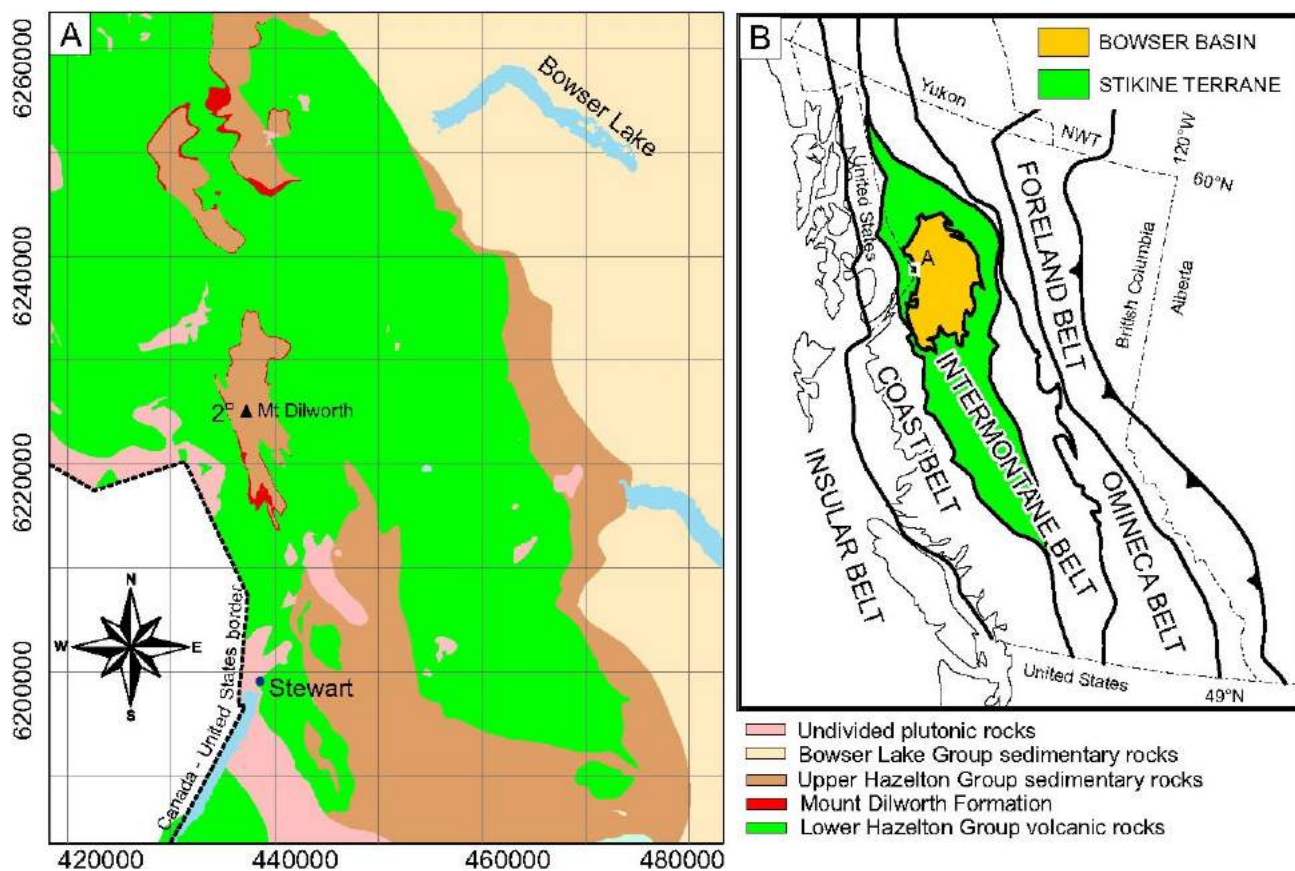 A
6260000
6240000
6220000
6200000
420000
440000
460000
480000
Bowser Lake
2
Mt Dilworth
N
W
E
S
Canada - United States border
Stewart
B
BOWSER BASIN
STIKINE TERRANE
Yukon
NWT
120°W
60°N
United States
A
FORELAND BELT
British Columbia
Alberta
INTERMONTANE BELT
COAST BELT
INSULAR BELT
OMINECA BELT
United States
49°N
Undivided plutonic rocks
Bowser Lake Group sedimentary rocks
Upper Hazelton Group sedimentary rocks
Mount Dilworth Formation
Lower Hazelton Group volcanic rocks